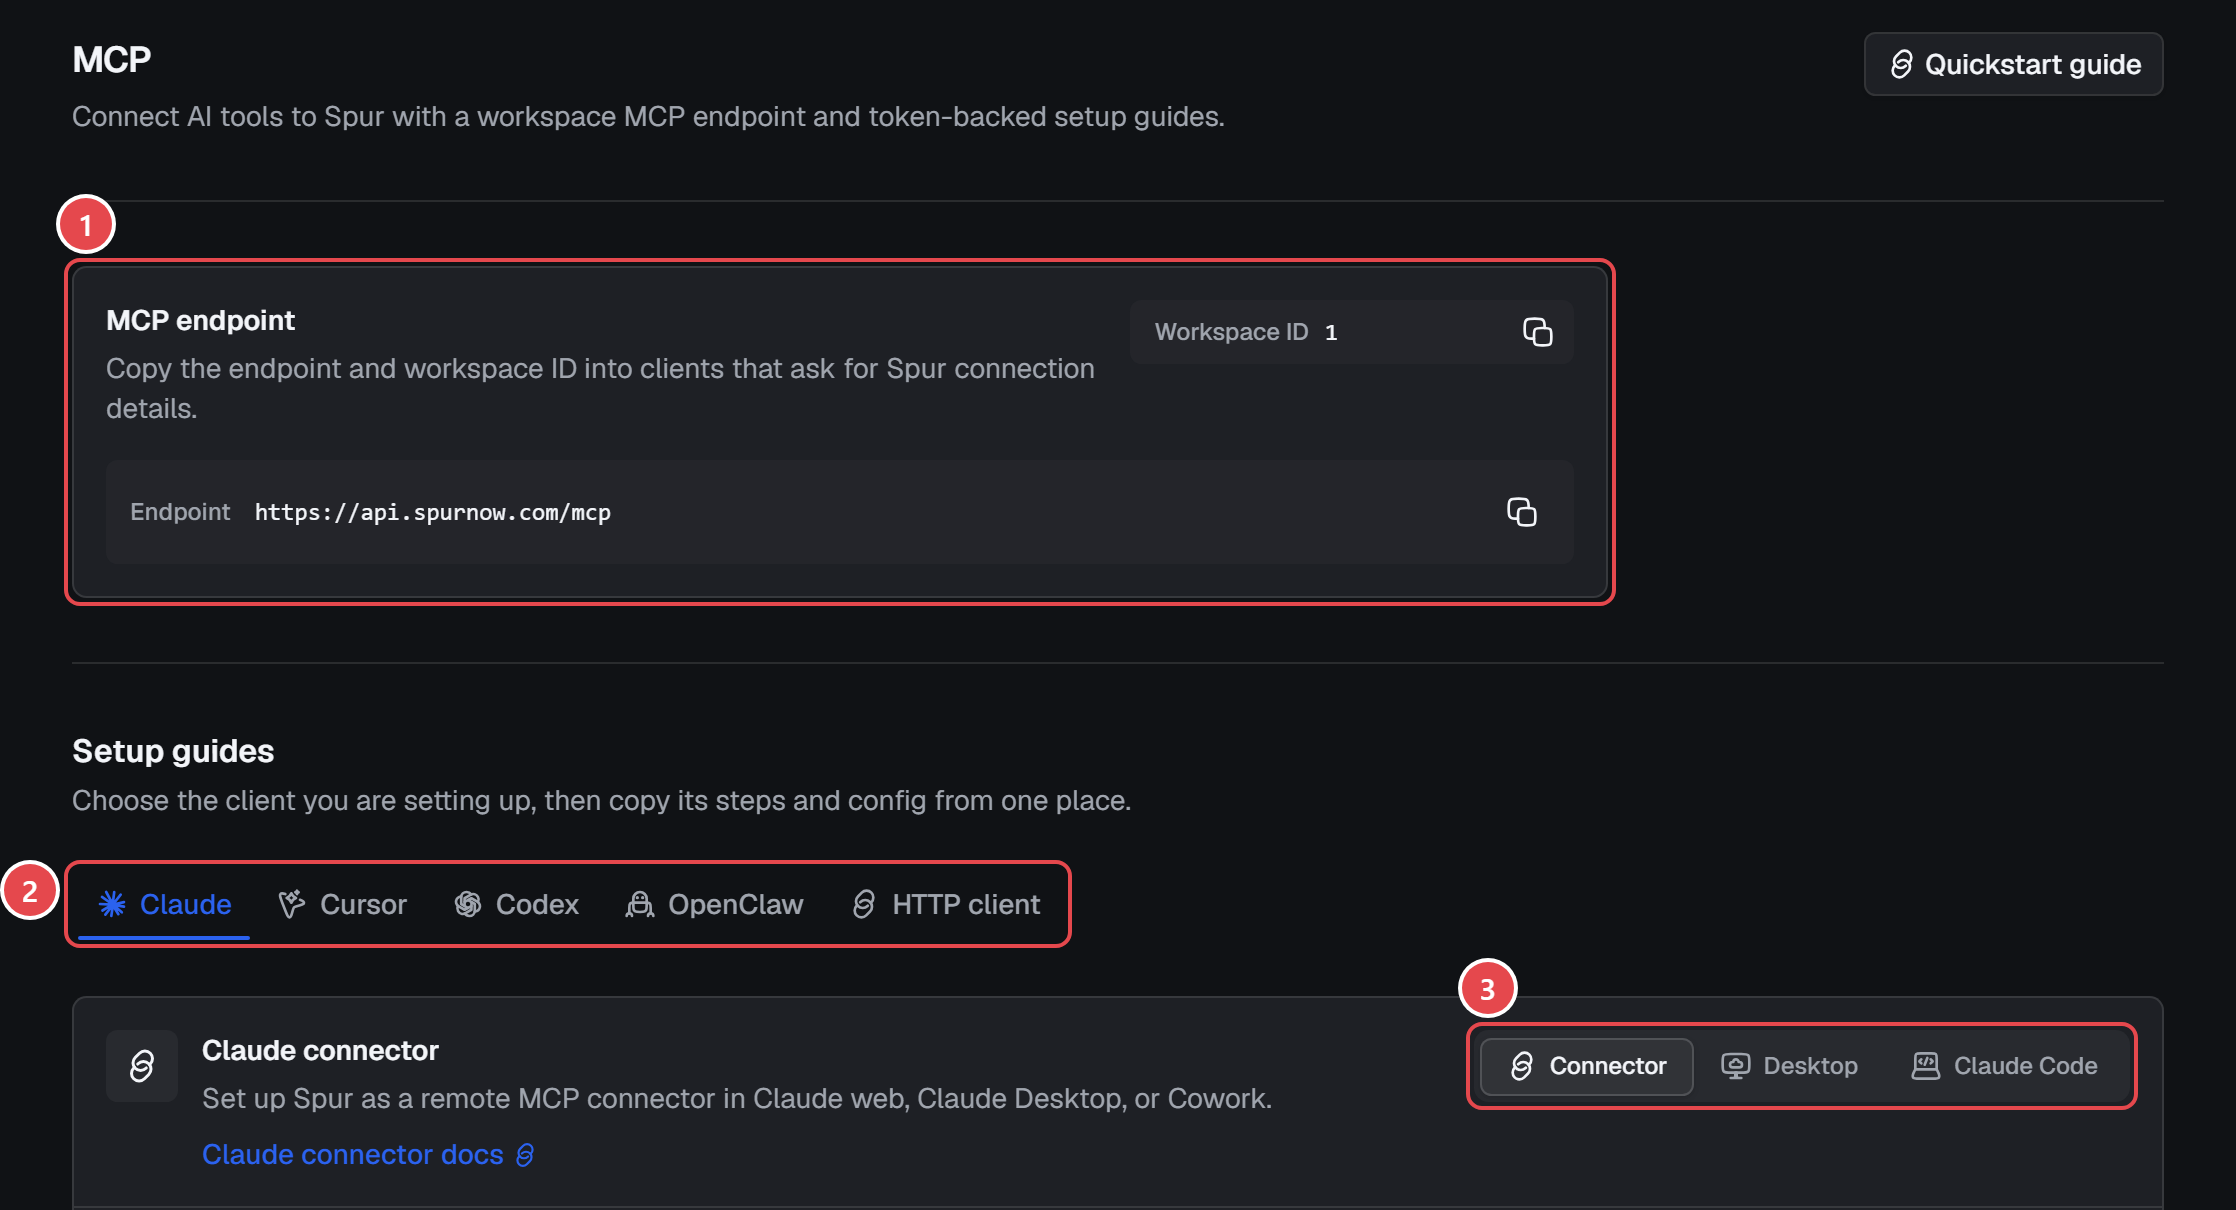 MCP
Quickstart guide
Connect AI tools to Spur with a workspace MCP endpoint and token-backed setup guides.
1
MCP endpoint
Workspace ID 1
Copy the endpoint and workspace ID into clients that ask for Spur connection
details.
Endpoint https://api.spurnow.com/mcp
Setup guides
Choose the client you are setting up, then copy its steps and config from one place.
2
Claude Cursor Codex OpenClaw HTTP client
3
Claude connector
Connector Desktop Claude Code
Set up Spur as a remote MCP connector in Claude web, Claude Desktop, or Cowork.
Claude connector docs